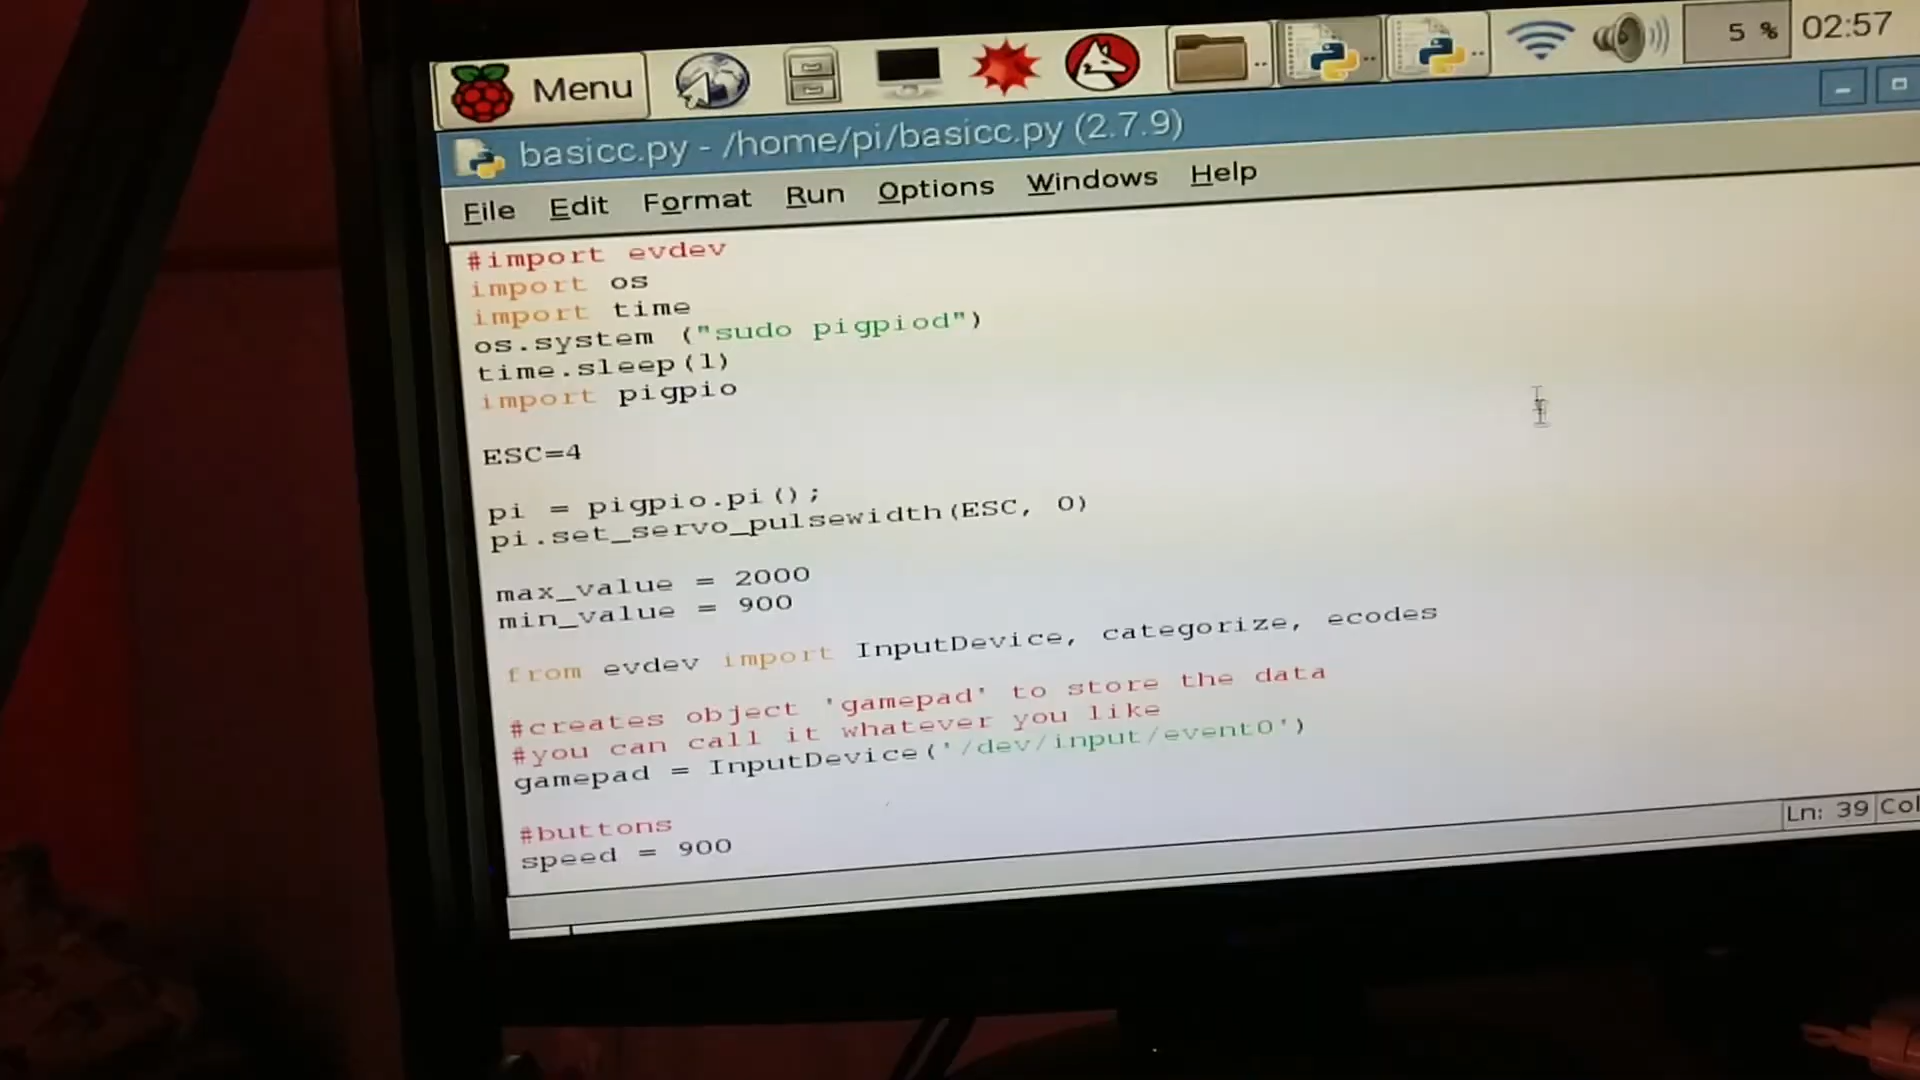 Menu
5 %
02:57
basicc.py - /home/pi/basicc.py (2.7.9)
File Edit Format Run Options Windows Help
#import evdev
import os
import time
os.system ("sudo pigpiod")
time.sleep(1)
import pigpio
ESC=4
pi = pigpio.pi();
pi.set_servo_pulsewidth(ESC, 0)
max_value = 2000
min_value = 900
from evdev import InputDevice, categorize, ecodes
#creates object 'gamepad' to store the data
#you can call it whatever you like
gamepad = InputDevice('/dev/input/event0')
#buttons
speed = 900
Ln: 39 Col